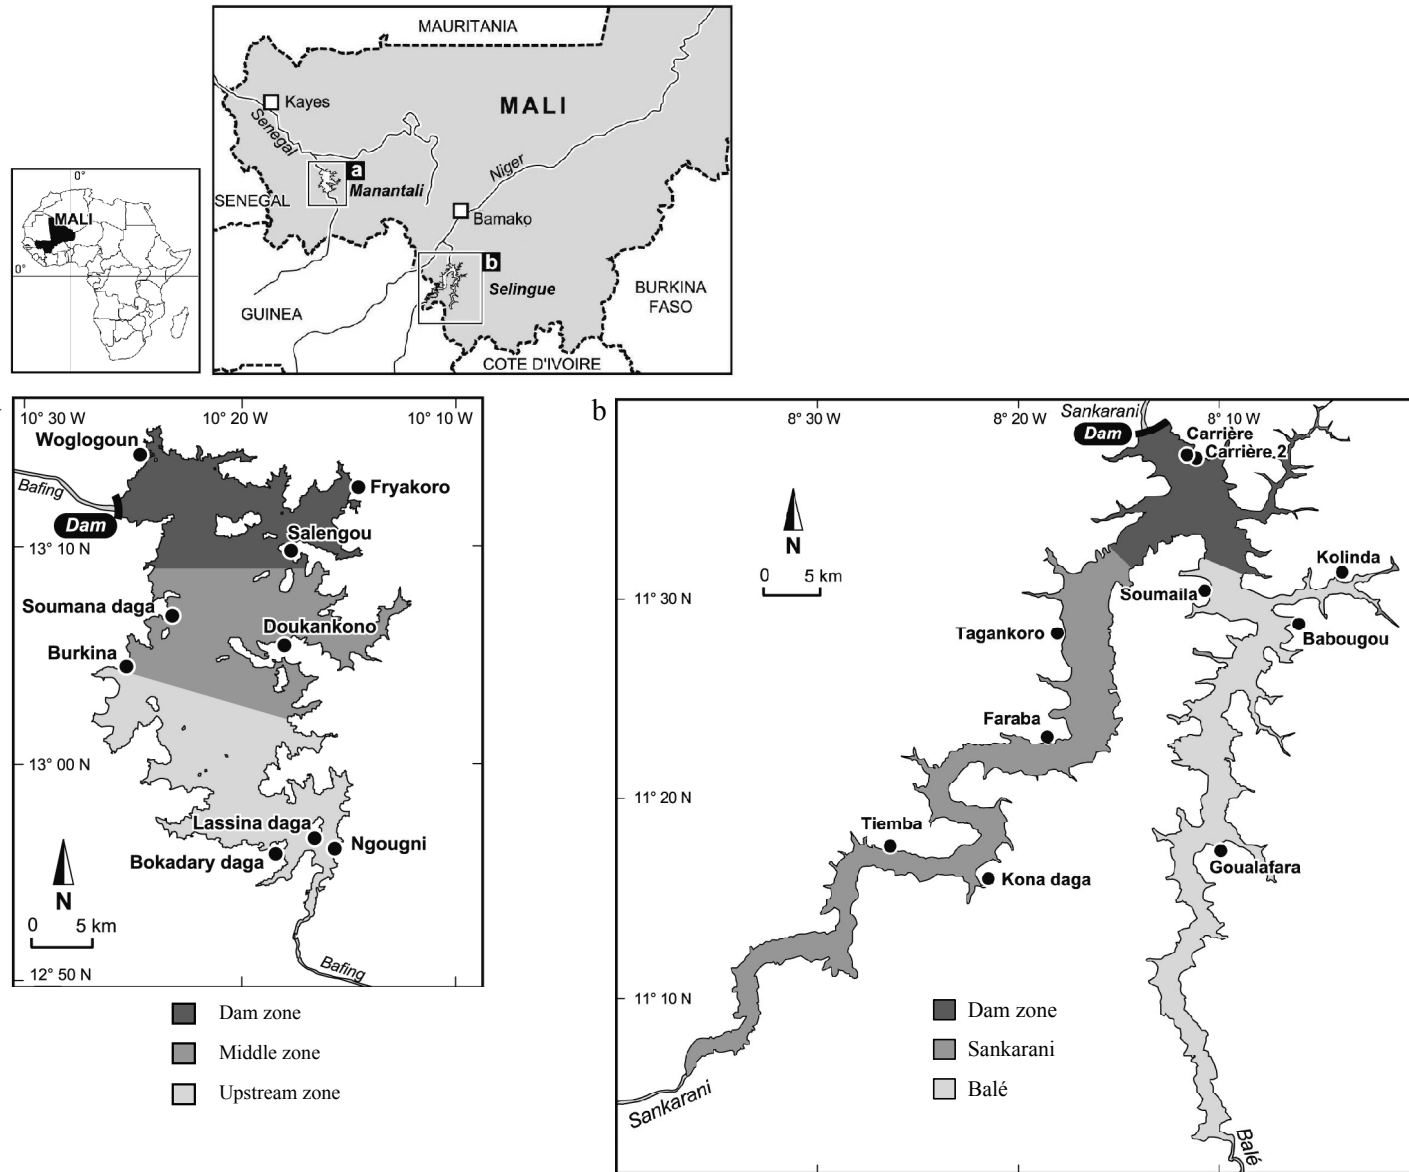 0°
MALI
0°
MAURITANIA
Kayes
MALI
Senegal
a
Niger
Manantali
SENEGAL
Bamako
b
Selingue
BURKINA
FASO
GUINEA
COTE D'IVOIRE
10° 30 W
10° 20 W
10° 10 W
Woglogoun
Bafing
Fryakoro
Dam
Salengou
13° 10 N
Soumana daga
Doukankono
Burkina
13° 00 N
Lassina daga
Ngougni
Bokadary daga
N
0 5 km
Bafing
12° 50 N
Dam zone
Middle zone
Upstream zone
b
8° 30 W
8° 20 W
8° 10 W
Sankarani
Dam
Carrière
Carrière 2
N
0 5 km
Kolinda
11° 30 N
Soumaila
Tagankoro
Babougou
Faraba
11° 20 N
Tiemba
Goualafara
Kona daga
11° 10 N
Dam zone
Sankarani
Balé
Sankarani
Balé